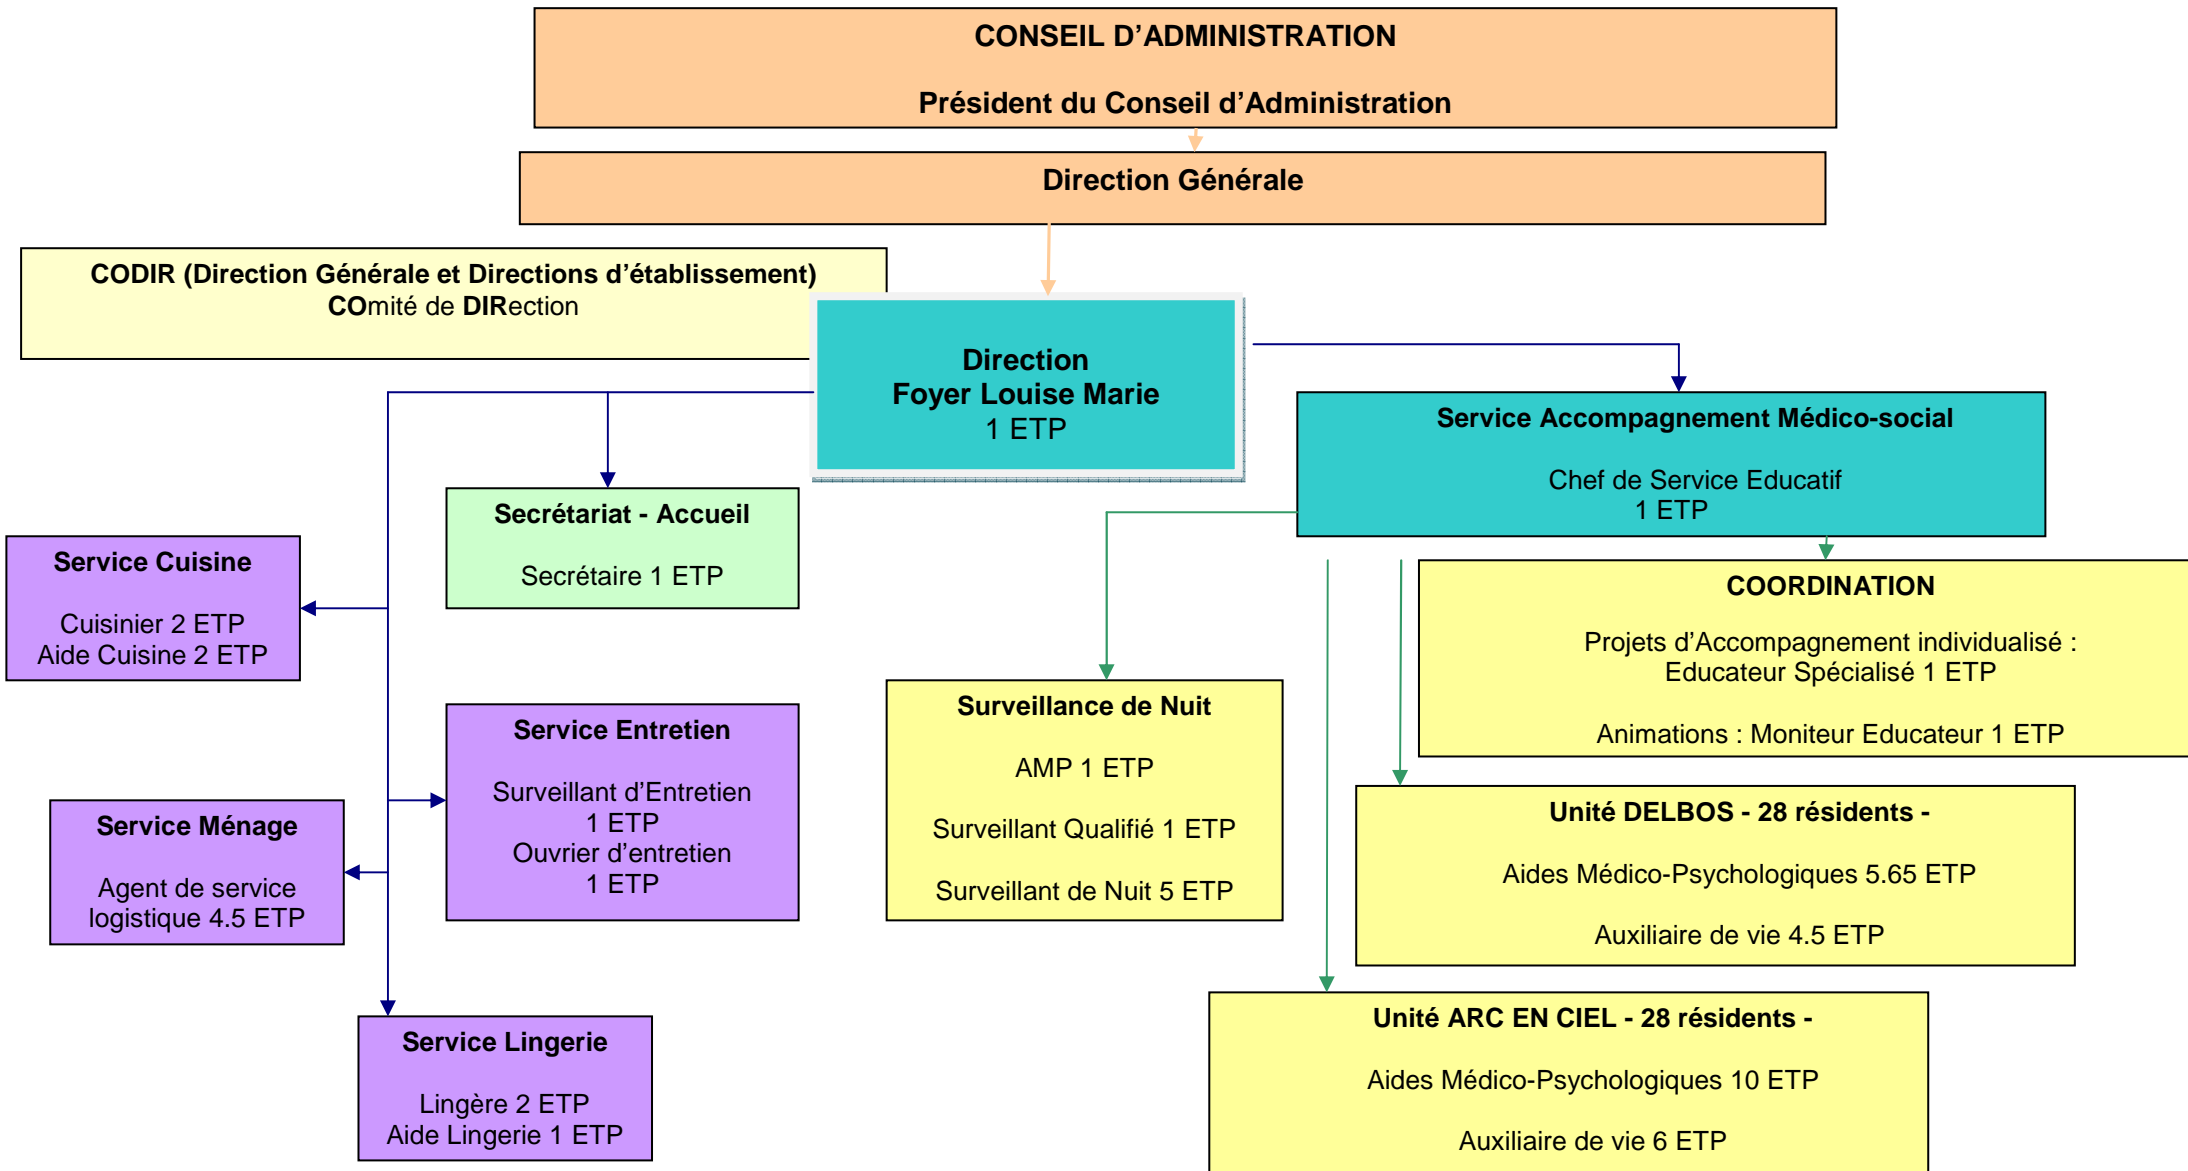 CONSEIL D’ADMINISTRATION
Président du Conseil d’Administration
Direction Générale
CODIR (Direction Générale et Directions d’établissement)
COmité de DIRection
Direction
Foyer Louise Marie
1 ETP
Service Accompagnement Médico-social
Chef de Service Educatif
1 ETP
Secrétariat - Accueil
Secrétaire 1 ETP
Service Cuisine
Cuisinier 2 ETP
Aide Cuisine 2 ETP
COORDINATION
Projets d’Accompagnement individualisé :
Educateur Spécialisé 1 ETP
Animations : Moniteur Educateur 1 ETP
Surveillance de Nuit
AMP 1 ETP
Surveillant Qualifié 1 ETP
Surveillant de Nuit 5 ETP
Service Entretien
Surveillant d’Entretien
1 ETP
Ouvrier d’entretien
1 ETP
Service Ménage
Agent de service
logistique 4.5 ETP
Unité DELBOS - 28 résidents -
Aides Médico-Psychologiques 5.65 ETP
Auxiliaire de vie 4.5 ETP
Unité ARC EN CIEL - 28 résidents -
Aides Médico-Psychologiques 10 ETP
Auxiliaire de vie 6 ETP
Service Lingerie
Lingère 2 ETP
Aide Lingerie 1 ETP